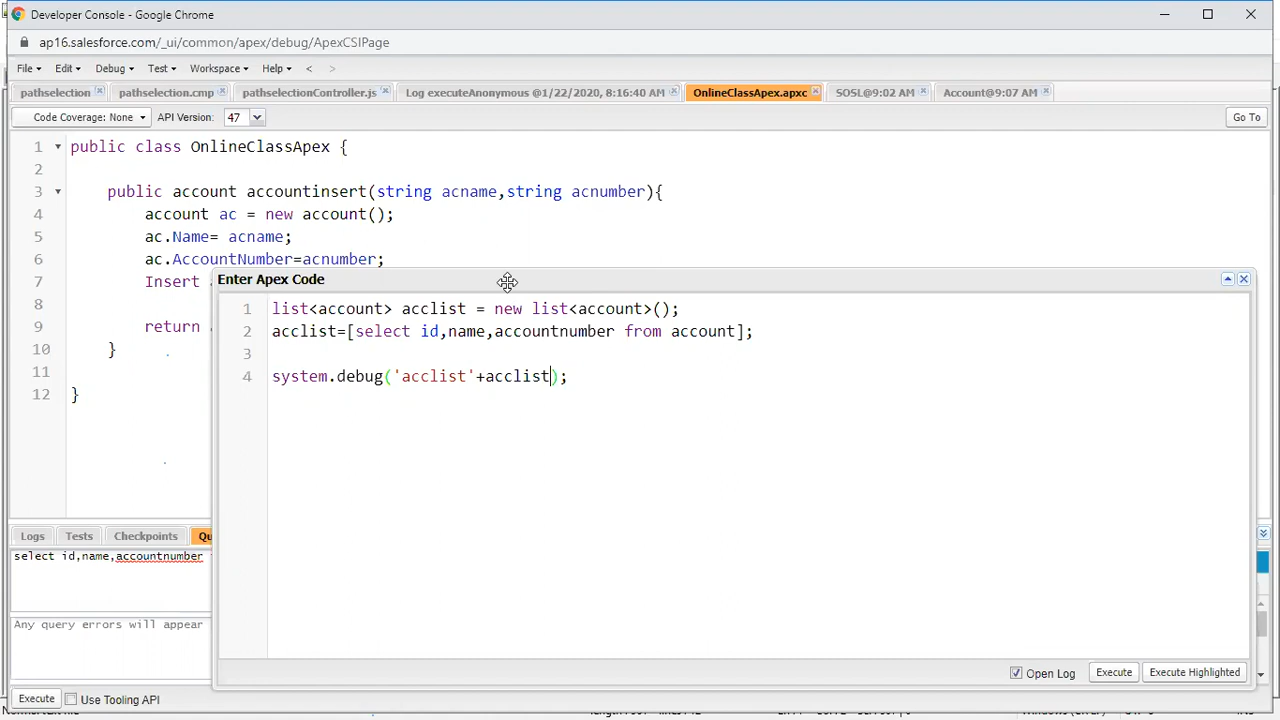 Developer Console - Google Chrome
ap16.salesforce.com/_ui/common/apex/debug/ApexCSIPage
File Edit Debug Test Workspace Help < >
pathselection pathselection.cmp pathselectionController.js Log executeAnonymous @1/22/2020, 8:16:40 AM OnlineClassApex.apxc SOSL@9:02 AM Account@9:07 AM
Code Coverage: None API Version: 47 Go To
1 public class OnlineClassApex {
2
3 public account accountinsert(string acname,string acnumber){
4 account ac = new account();
5 ac.Name= acname;
6 ac.AccountNumber=acnumber;
7 Insert
8
9 return
10 }
11
12 }
Enter Apex Code
1 list<account> acclist = new list<account>();
2 acclist=[select id,name,accountnumber from account];
3
4 system.debug('acclist'+acclist);
Logs Tests Checkpoints Qu
select id,name,accountnumber
Any query errors will appear
Open Log Execute Execute Highlighted
Execute Use Tooling API